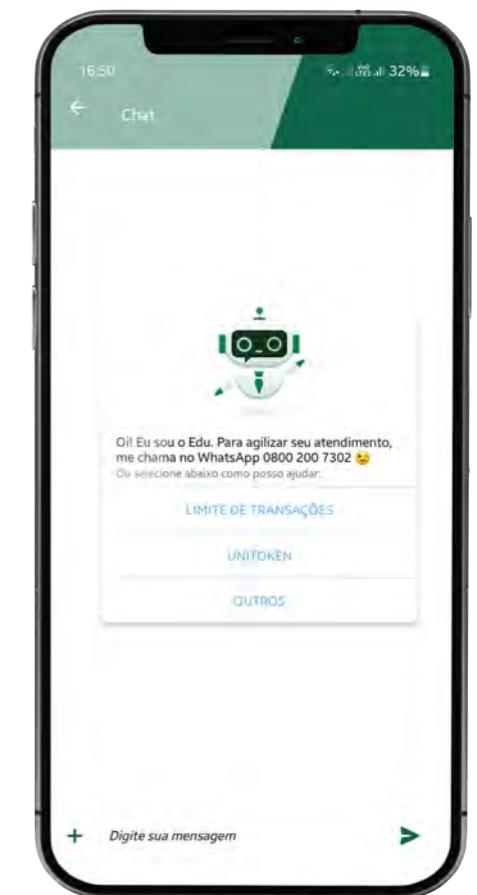 16:50
32%
Chat
Oi! Eu sou o Edu. Para agilizar seu atendimento,
me chama no WhatsApp 0800 200 7302 😉
Ou selecione abaixo como posso ajudar:
LIMITE DE TRANSAÇÕES
UNITOKEN
OUTROS
Digite sua mensagem